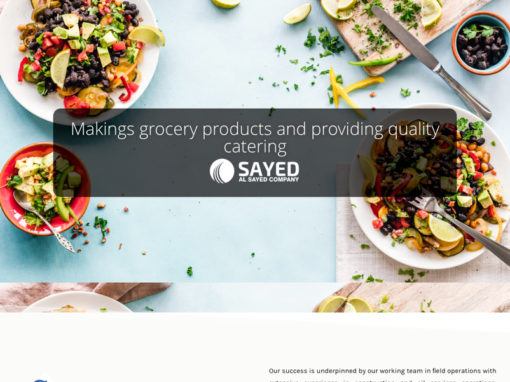 Makings grocery products and providing quality
catering
SAYED
AL SAYED COMPANY
Our success is underpinned by our working team in field operations with